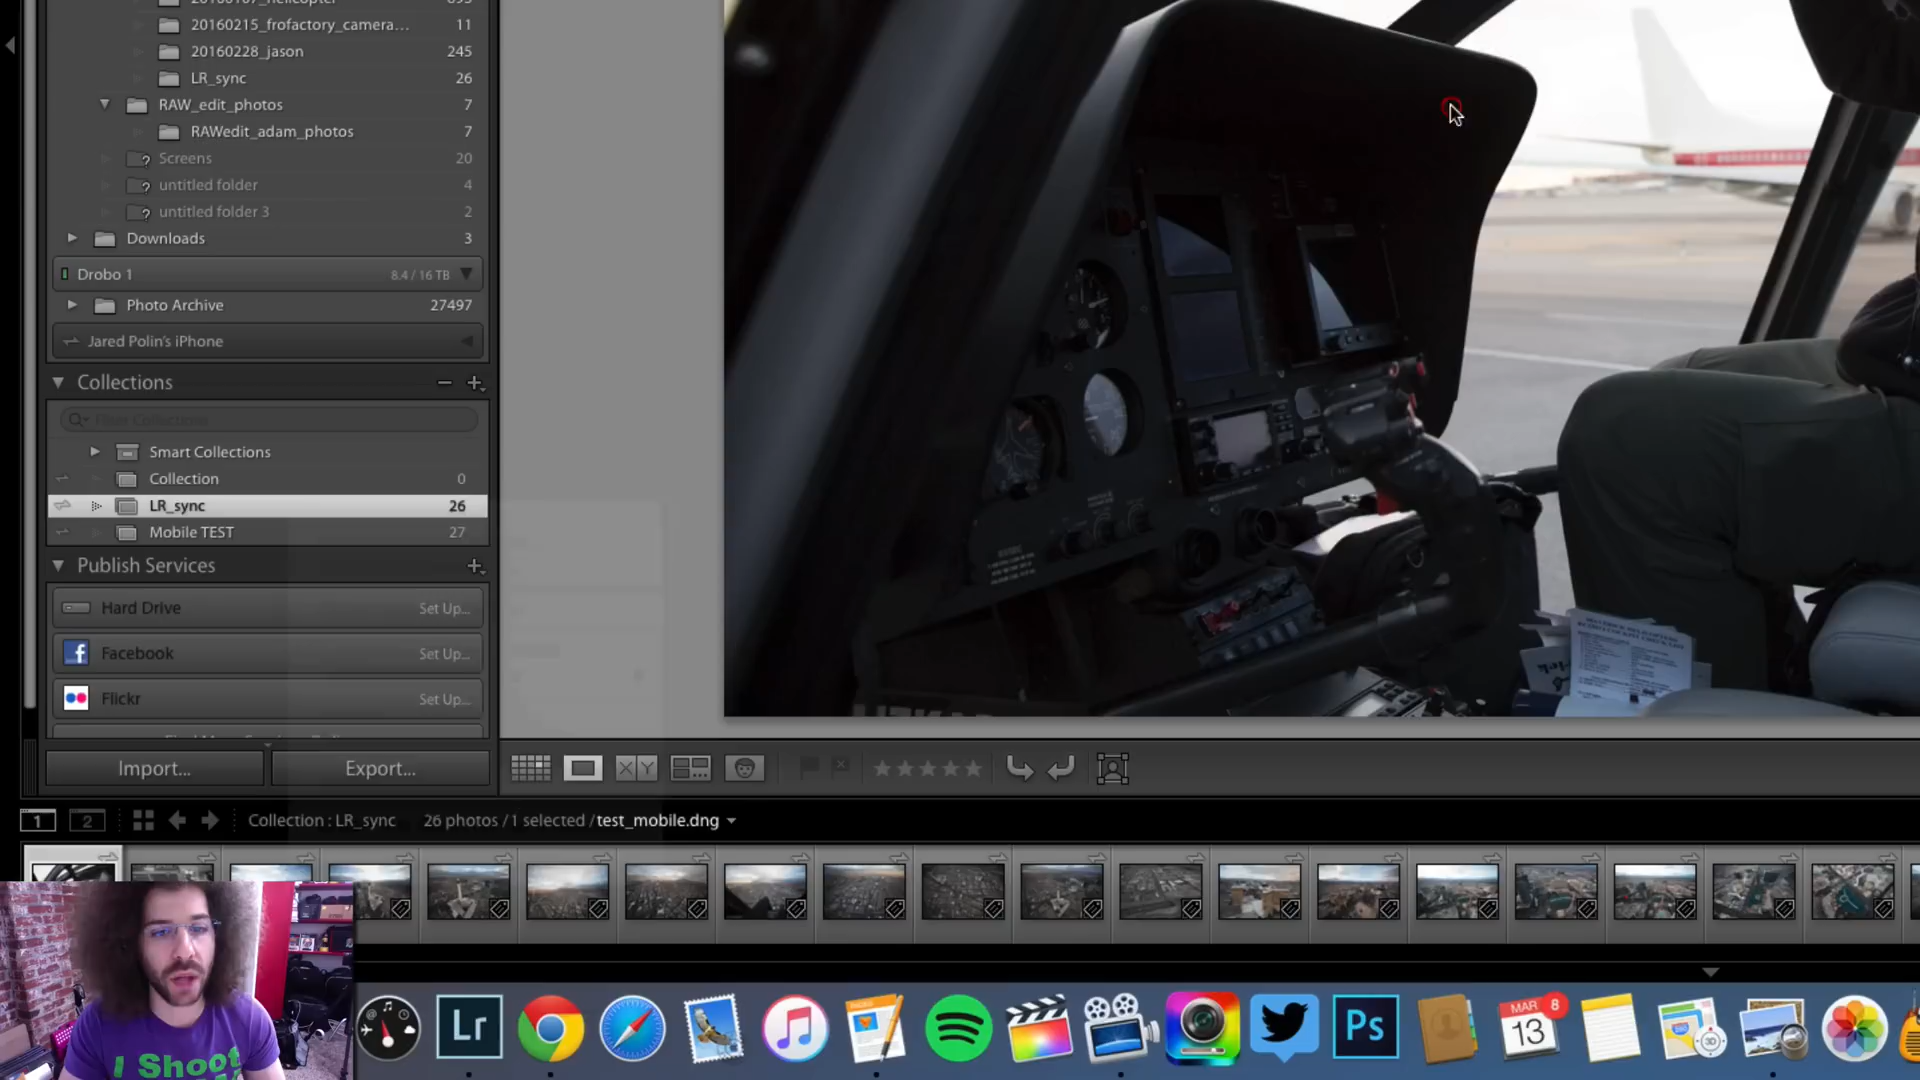 20160215_frofactory_camera... 11
20160228_jason 245
LR_sync 26
RAW_edit_photos 7
RAWedit_adam_photos 7
Screens 20
untitled folder 4
untitled folder 3 2
Downloads 3
Drobo 1 8.4 / 16 TB
Photo Archive 27497
Jared Polin's iPhone
Collections
Filter Collections
Smart Collections
Collection 0
LR_sync 26
Mobile TEST 27
Publish Services
Hard Drive Set Up...
Facebook Set Up...
Flickr Set Up...
Import... Export...
X Y
1 2 Collection : LR_sync 26 photos / 1 selected / test_mobile.dng
I Shoot
Lr Ps MAR 8 13 3D